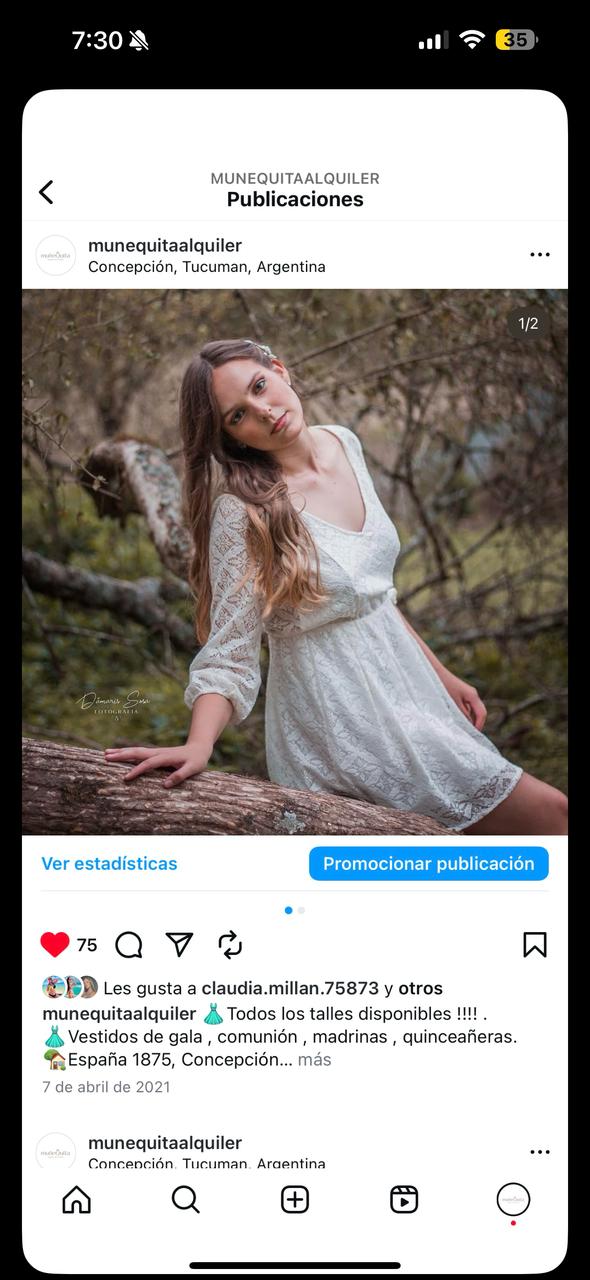 7:30
35
MUNEQUITAALQUILER
Publicaciones
munequitaalquiler
Concepción, Tucuman, Argentina
1/2
Dámaris Sosa
FOTOGRAFÍA
Ver estadísticas
Promocionar publicación
75
Les gusta a claudia.millan.75873 y otros
munequitaalquiler 👗Todos los talles disponibles !!!! .
👗Vestidos de gala , comunión , madrinas , quinceañeras.
🏡España 1875, Concepción... más
7 de abril de 2021
munequitaalquiler
Concepción, Tucuman, Argentina